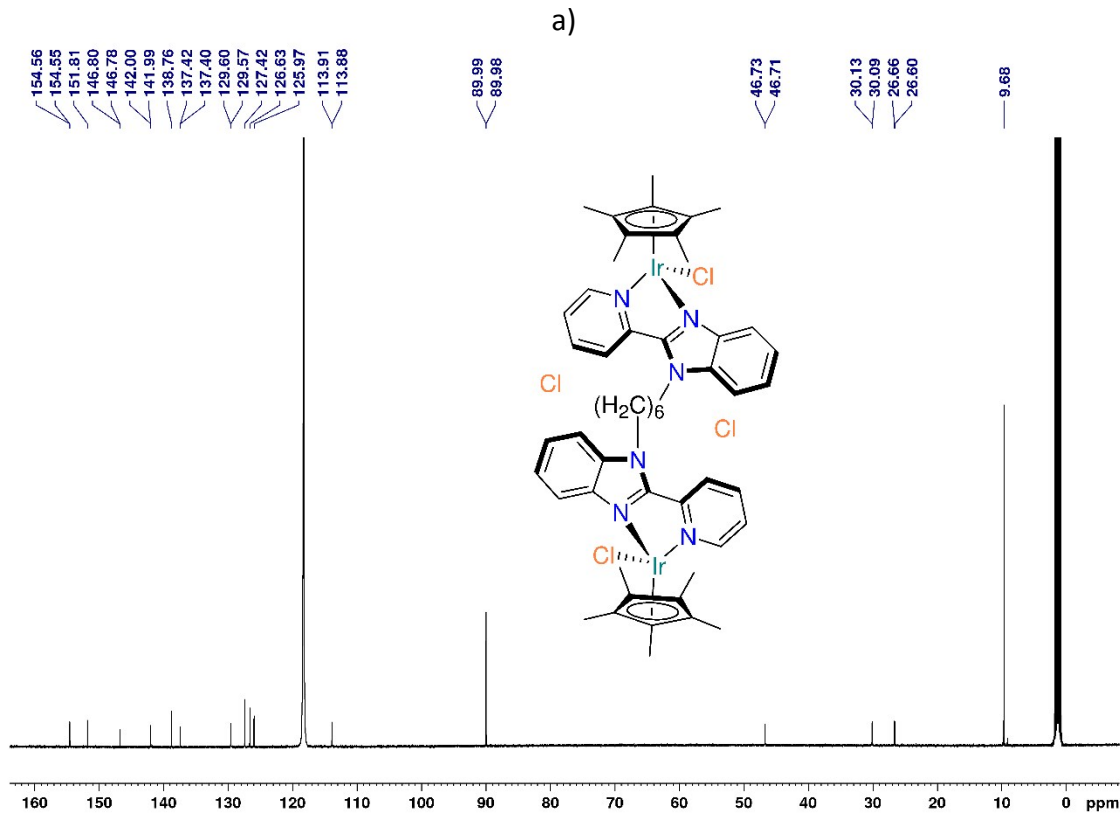 a)
154.56
154.55
151.81
146.80
146.78
142.00
141.99
138.76
137.42
137.40
129.60
129.57
127.42
126.63
125.97
113.91
113.88
89.99
89.98
46.73
46.71
30.13
30.09
26.66
26.60
9.68
Ir Cl
N N
N
Cl
(H₂C)₆
Cl
N
N N
Cl Ir
160 150 140 130 120 110 100 90 80 70 60 50 40 30 20 10 0 ppm